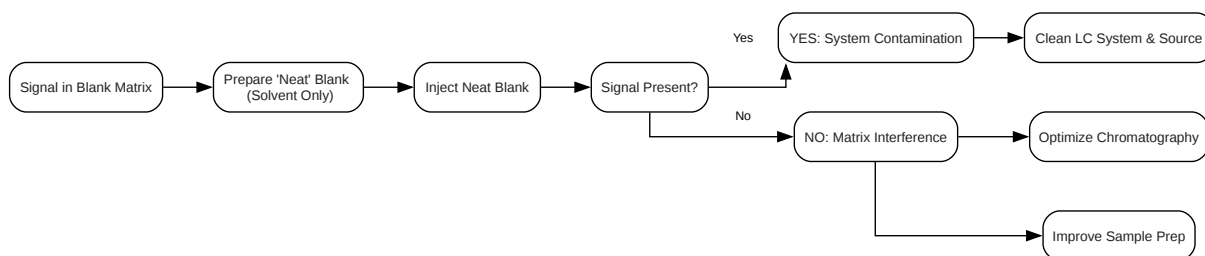 Signal in Blank Matrix
Prepare 'Neat' Blank
(Solvent Only)
Inject Neat Blank
Signal Present?
Yes
YES: System Contamination
Clean LC System & Source
No
NO: Matrix Interference
Optimize Chromatography
Improve Sample Prep